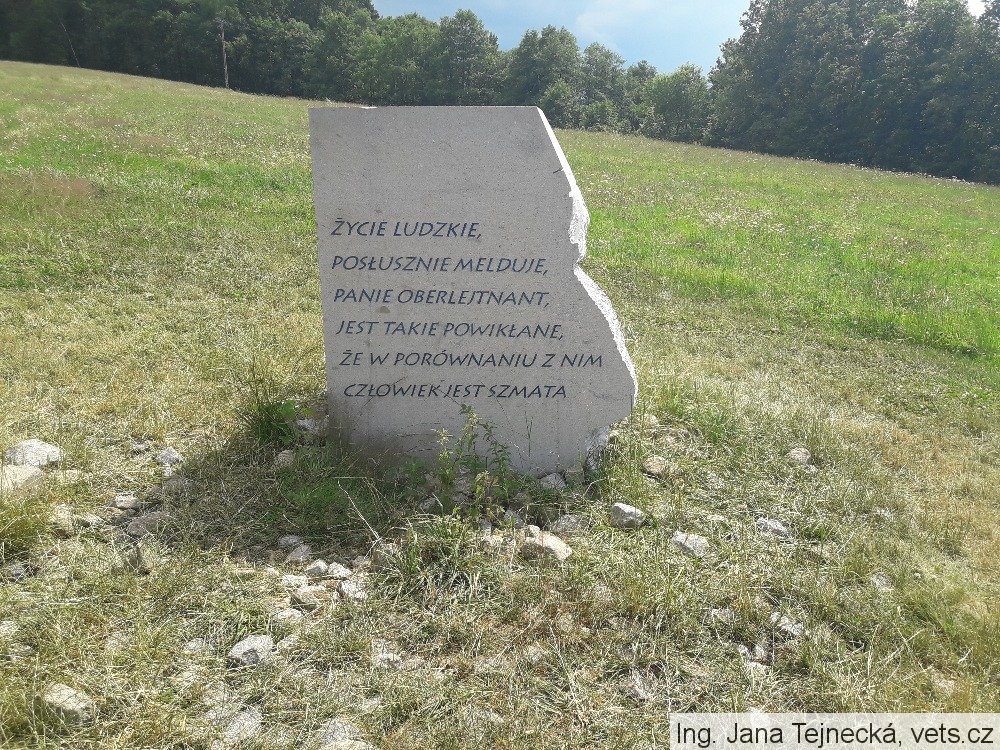 ŻYCIE LUDZKIE,
POSŁUSZNIE MELDUJE,
PANIE OBERLEJTNANT,
JEST TAKIE POWIKŁANE,
ŻE W PORÓWNANIU Z NIM
CZŁOWIEK JEST SZMATA
Ing. Jana Tejnecká, vets.cz